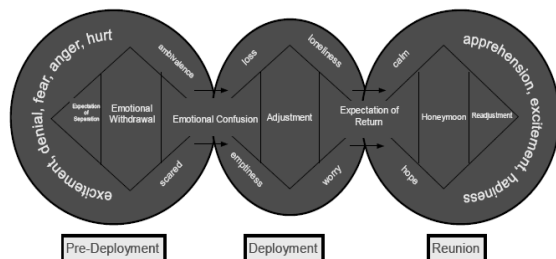 excitement, denial, fear, anger, hurt
ambivalence
Expectation
of
Separation
Emotional
Withdrawal
scared
Emotional Confusion
loss
loneliness
Adjustment
emptiness
worry
Expectation of
Return
calm
hope
Honeymoon
Readjustment
apprehension, excitement, happiness
Pre-Deployment
Deployment
Reunion